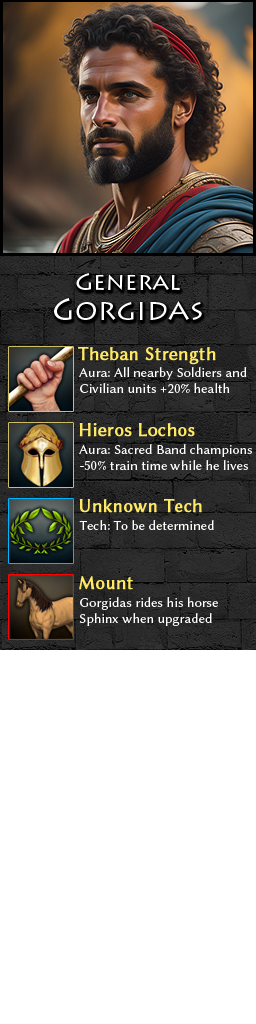 General
Gorgidas
Theban Strength
Aura: All nearby Soldiers and
Civilian units +20% health
Hieros Lochos
Aura: Sacred Band champions
-50% train time while he lives
Unknown Tech
Tech: To be determined
Mount
Gorgidas rides his horse
Sphinx when upgraded